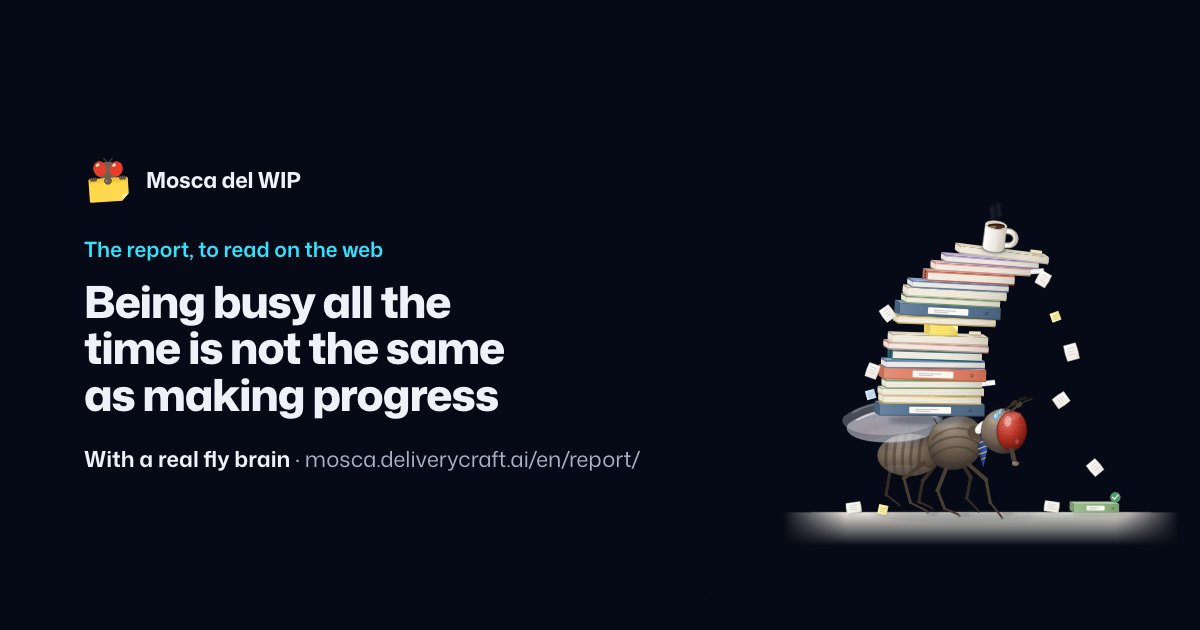 Mosca del WIP
The report, to read on the web
Being busy all the
time is not the same
as making progress
With a real fly brain · mosca.deliverycraft.ai/en/report/